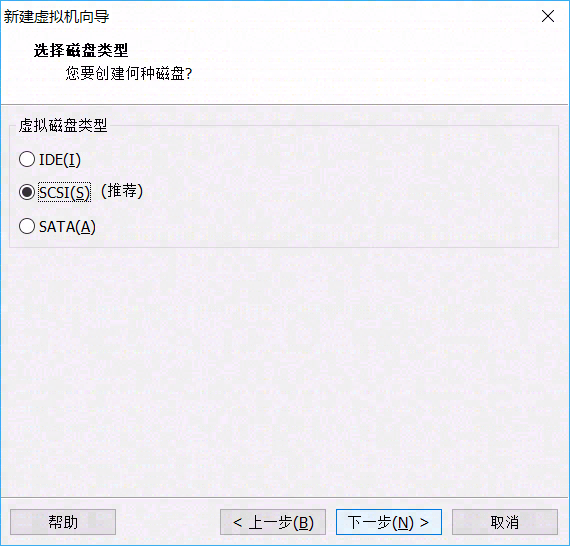 新建虚拟机向导
选择磁盘类型
您要创建何种磁盘?
虚拟磁盘类型
IDE(I)
SCSI(S) (推荐)
SATA(A)
帮助 < 上一步(B) 下一步(N) > 取消